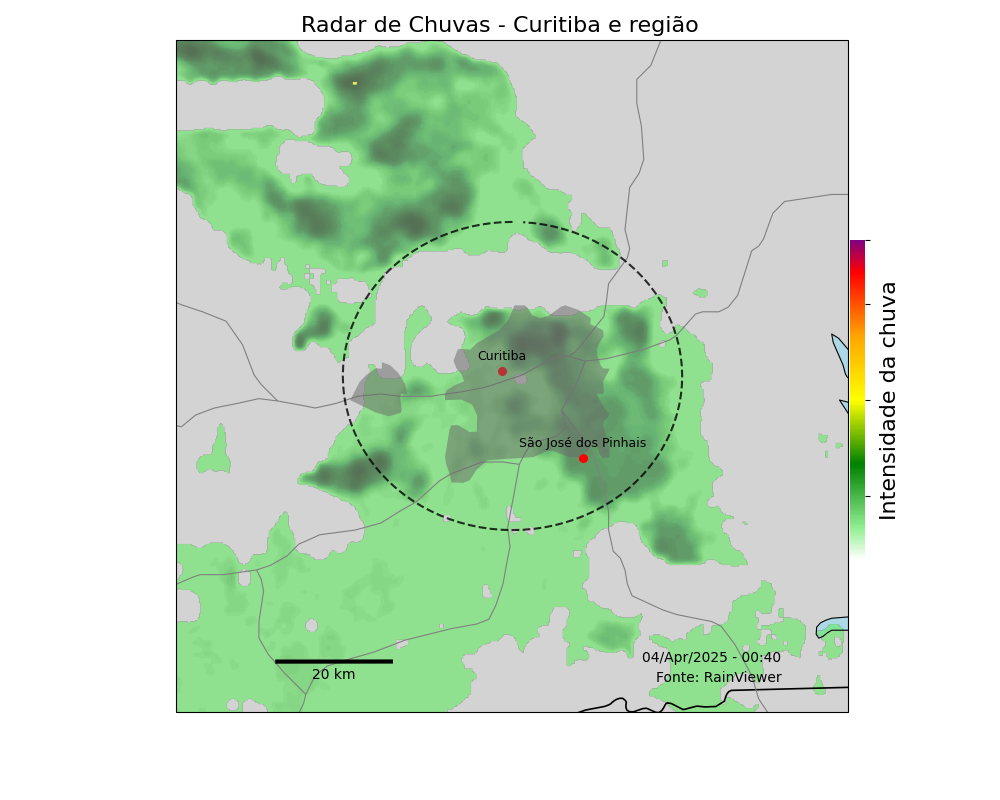 Radar de Chuvas - Curitiba e região
Curitiba
São José dos Pinhais
Intensidade da chuva
04/Apr/2025 - 00:40
Fonte: RainViewer
20 km